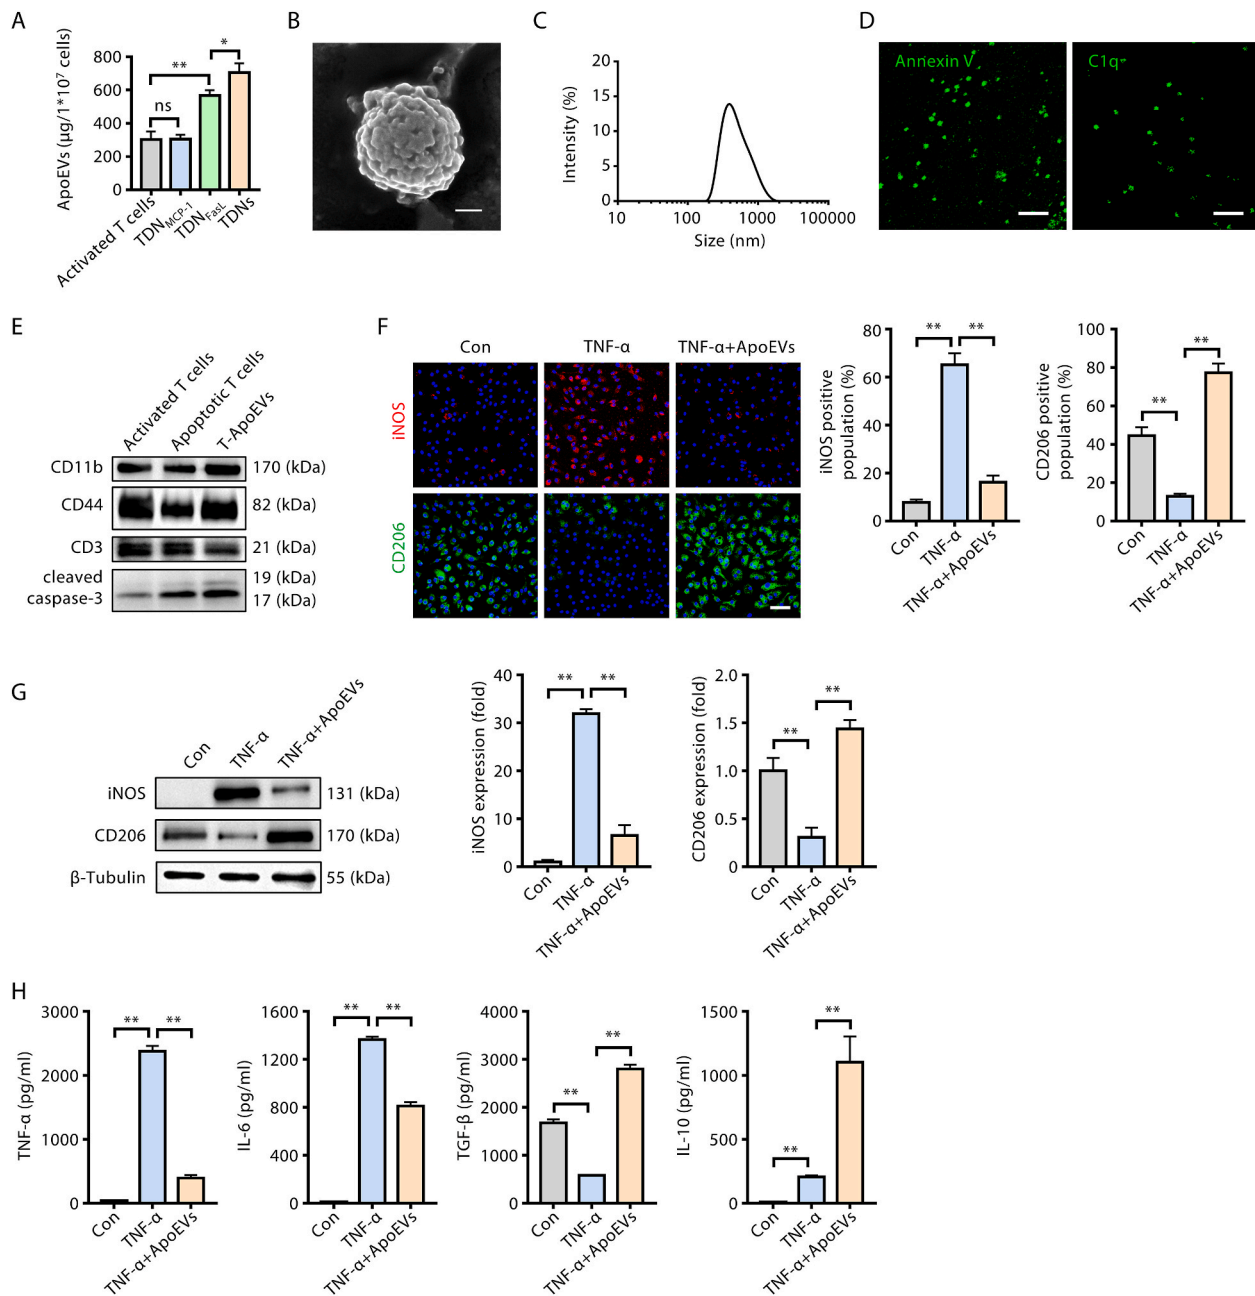 A
ApoEVs (µg/1*10⁷ cells)
800
600
400
200
0
ns
**
*
Activated T cells
TDN_MCP-1
TDN_FasL
TDNs
B
C
Intensity (%)
20
15
10
5
0
10
100
1000
100000
Size (nm)
D
Annexin V
C1q
E
Activated T cells
Apoptotic T cells
T-ApoEVs
CD11b
170 (kDa)
CD44
82 (kDa)
CD3
21 (kDa)
cleaved
caspase-3
19 (kDa)
17 (kDa)
F
Con
TNF-α
TNF-α+ApoEVs
iNOS
CD206
iNOS positive
population (%)
80
60
40
20
0
**
**
Con
TNF-α
TNF-α+ApoEVs
CD206 positive
population (%)
100
80
60
40
20
0
**
**
Con
TNF-α
TNF-α+ApoEVs
G
Con
TNF-α
TNF-α+ApoEVs
iNOS
131 (kDa)
CD206
170 (kDa)
β-Tubulin
55 (kDa)
iNOS expression (fold)
40
30
20
10
0
**
**
Con
TNF-α
TNF-α+ApoEVs
CD206 expression (fold)
2.0
1.5
1.0
0.5
0
**
**
Con
TNF-α
TNF-α+ApoEVs
H
TNF-α (pg/ml)
3000
2000
1000
0
**
**
Con
TNF-α
TNF-α+ApoEVs
IL-6 (pg/ml)
1600
1200
800
400
0
**
**
Con
TNF-α
TNF-α+ApoEVs
TGF-β (pg/ml)
4000
3000
2000
1000
0
**
**
Con
TNF-α
TNF-α+ApoEVs
IL-10 (pg/ml)
1500
1000
500
0
**
**
Con
TNF-α
TNF-α+ApoEVs